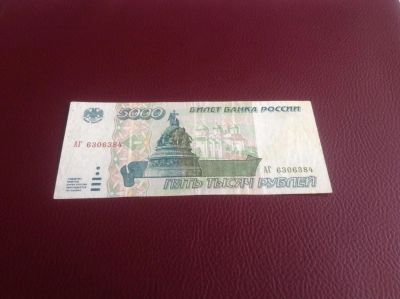 5000
БИЛЕТ БАНКА РОССИИ
АГ 6306384
АГ 6306384
ПЯТЬ ТЫСЯЧ РУБЛЕЙ